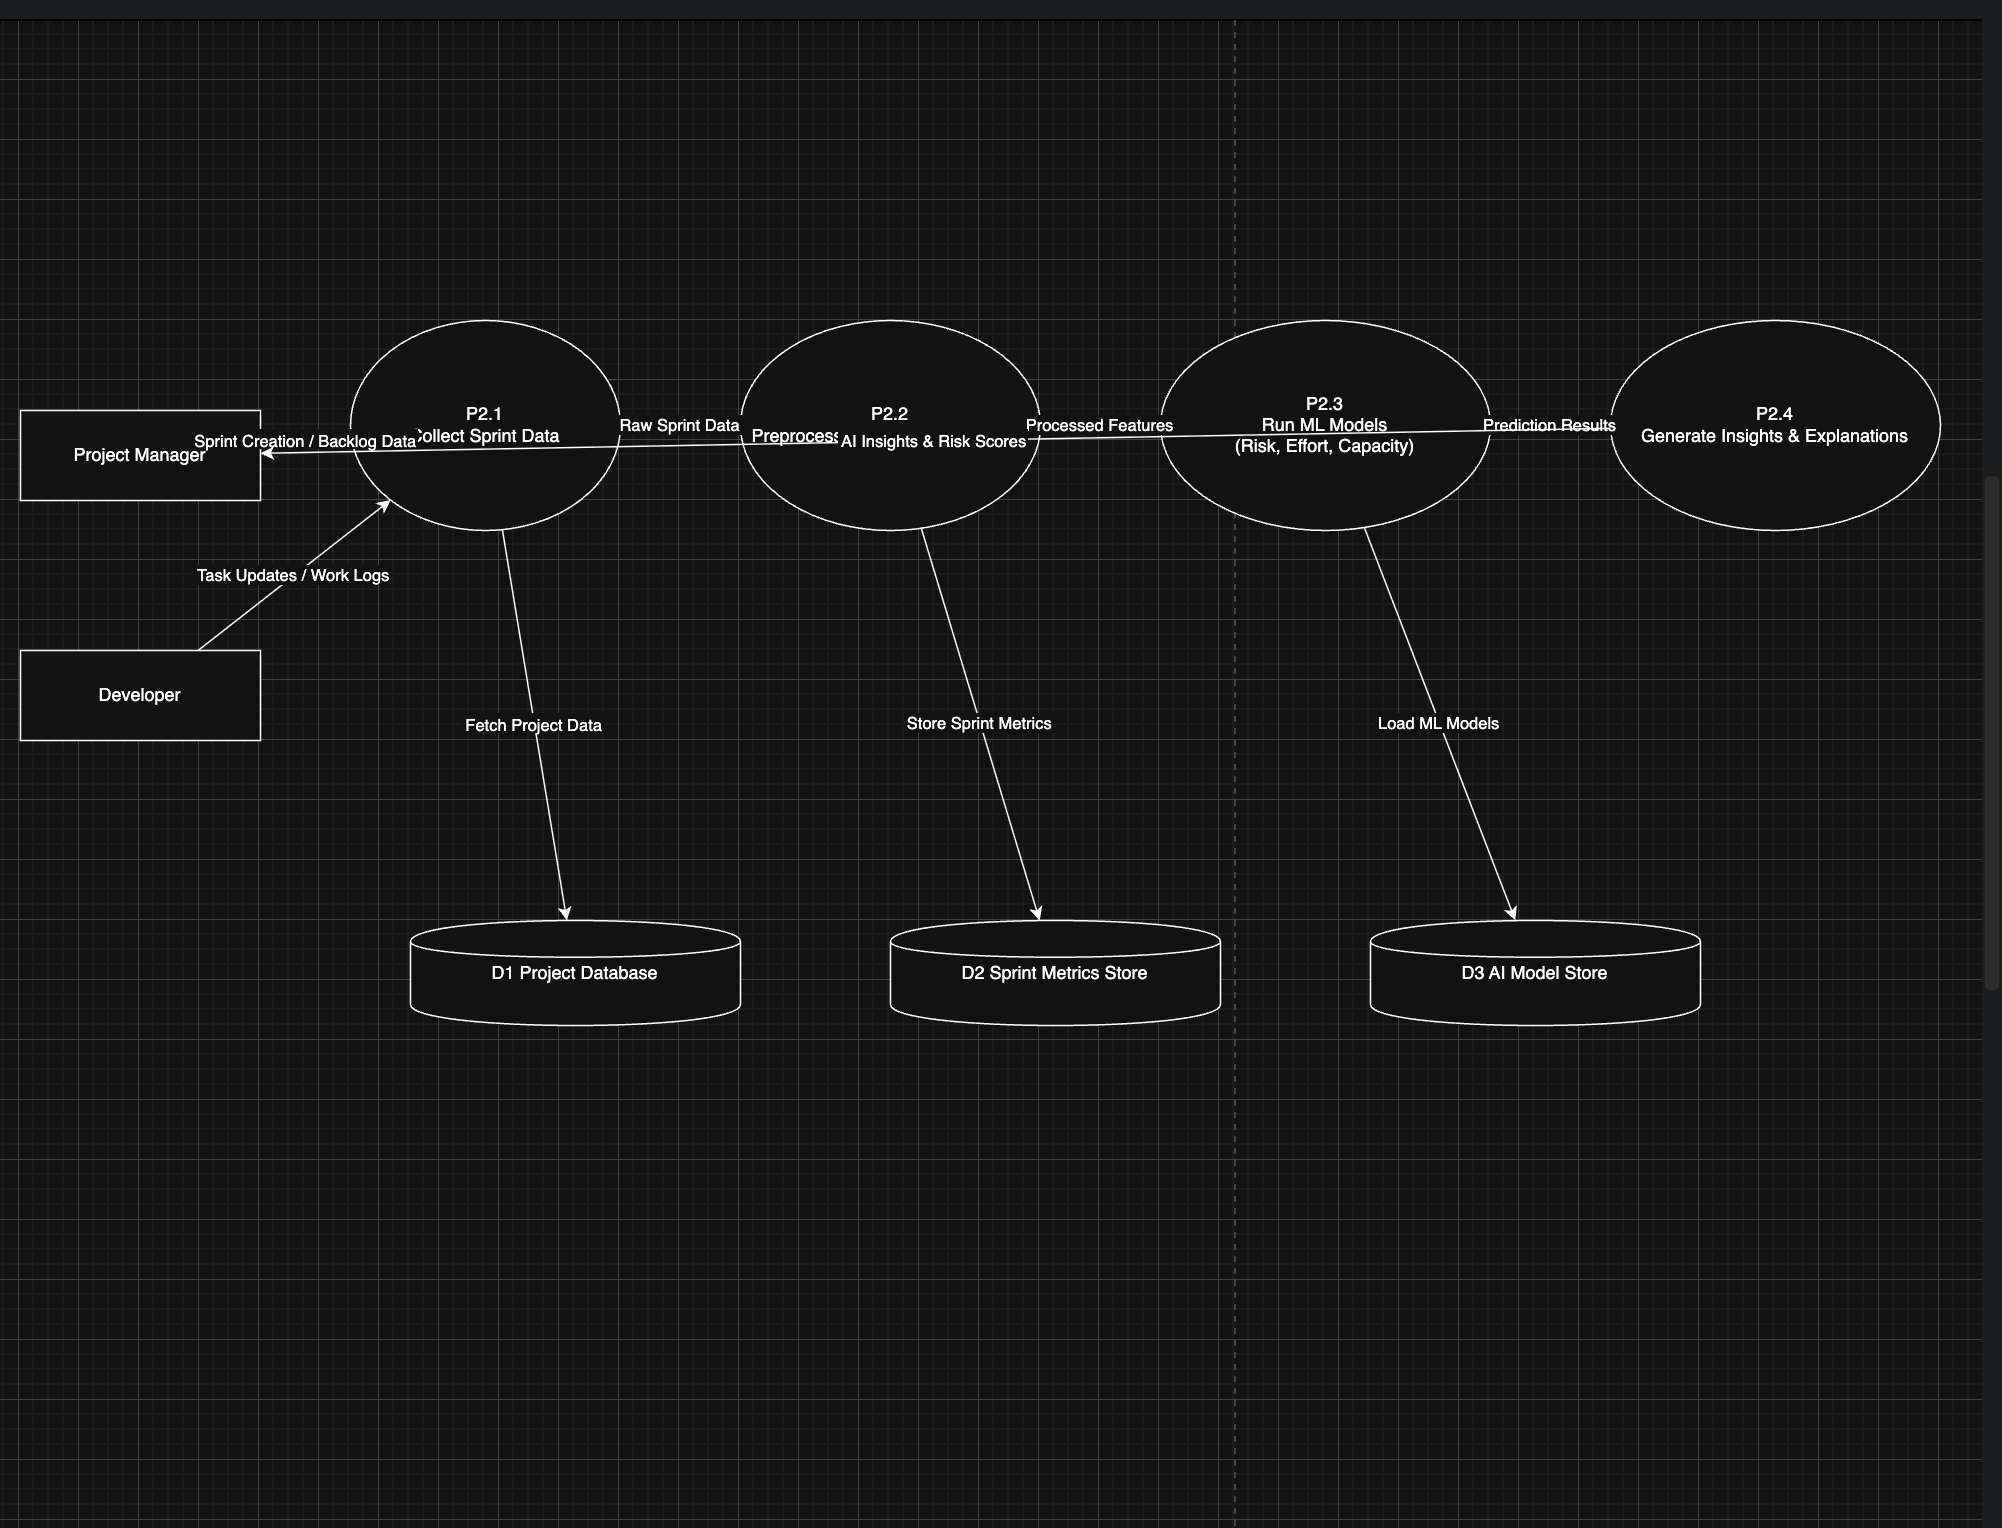 P2.1
Collect Sprint Data
P2.2
Preprocess
P2.3
Run ML Models
(Risk, Effort, Capacity)
P2.4
Generate Insights & Explanations
Project Manager
Sprint Creation / Backlog Data
Raw Sprint Data
AI Insights & Risk Scores
Processed Features
Prediction Results
Task Updates / Work Logs
Developer
Fetch Project Data
Store Sprint Metrics
Load ML Models
D1 Project Database
D2 Sprint Metrics Store
D3 AI Model Store